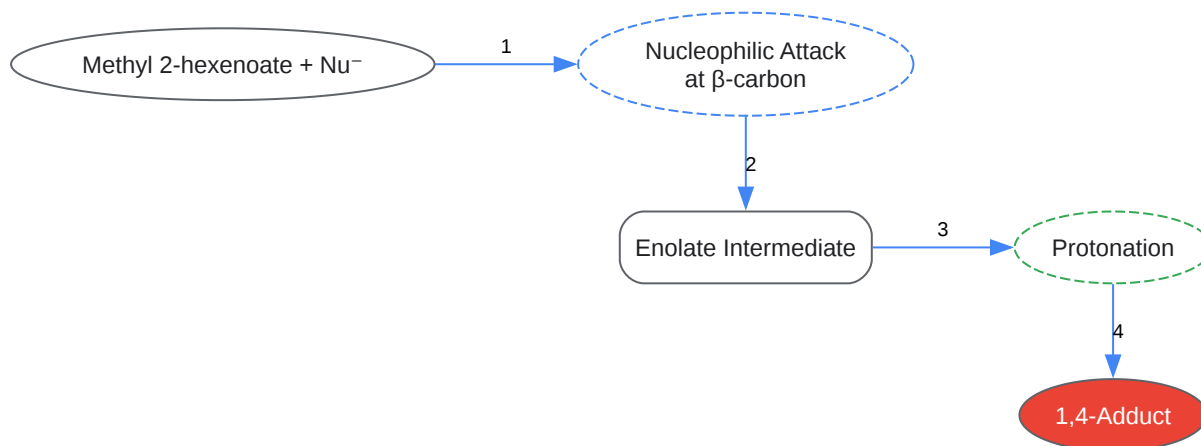 Methyl 2-hexenoate + Nu⁻
1
Nucleophilic Attack
at β-carbon
2
Enolate Intermediate
3
Protonation
4
1,4-Adduct